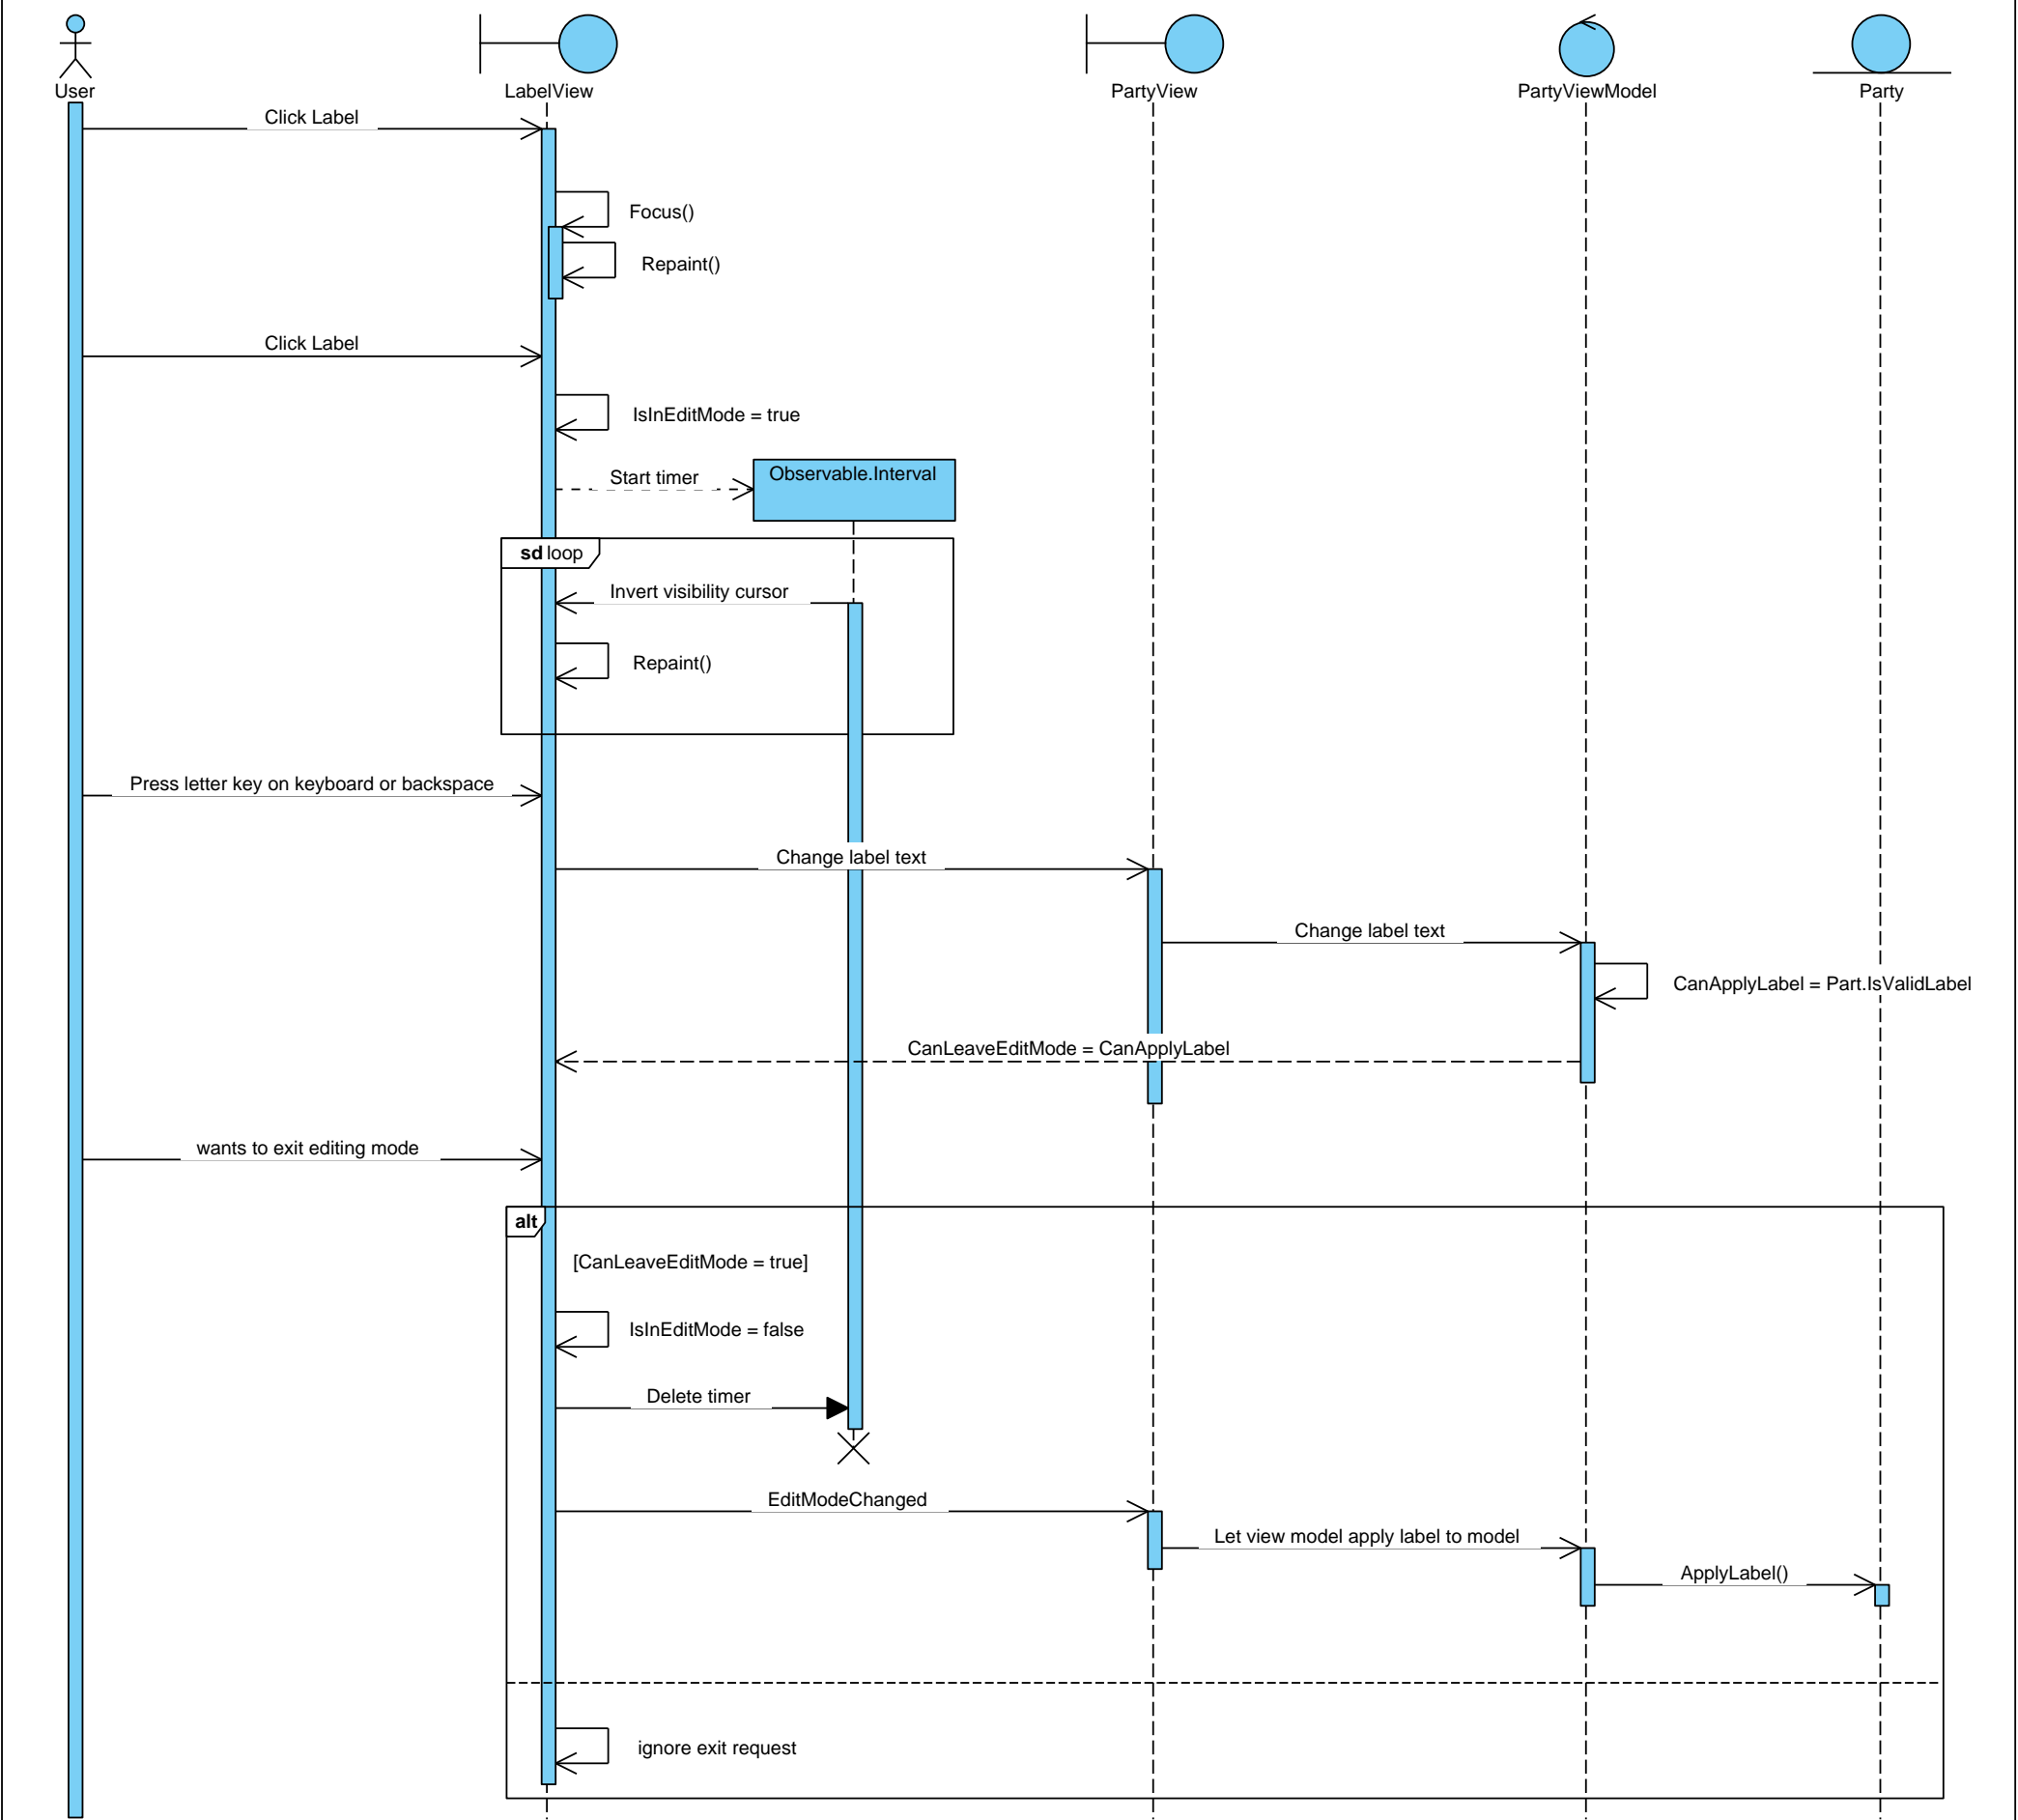 User
LabelView
PartyView
PartyViewModel
Party
Click Label
Focus()
Repaint()
Click Label
IsInEditMode = true
Start timer
Observable.Interval
sd loop
Invert visibility cursor
Repaint()
Press letter key on keyboard or backspace
Change label text
Change label text
CanApplyLabel = Part.IsValidLabel
CanLeaveEditMode = CanApplyLabel
wants to exit editing mode
alt
[CanLeaveEditMode = true]
IsInEditMode = false
Delete timer
EditModeChanged
Let view model apply label to model
ApplyLabel()
ignore exit request